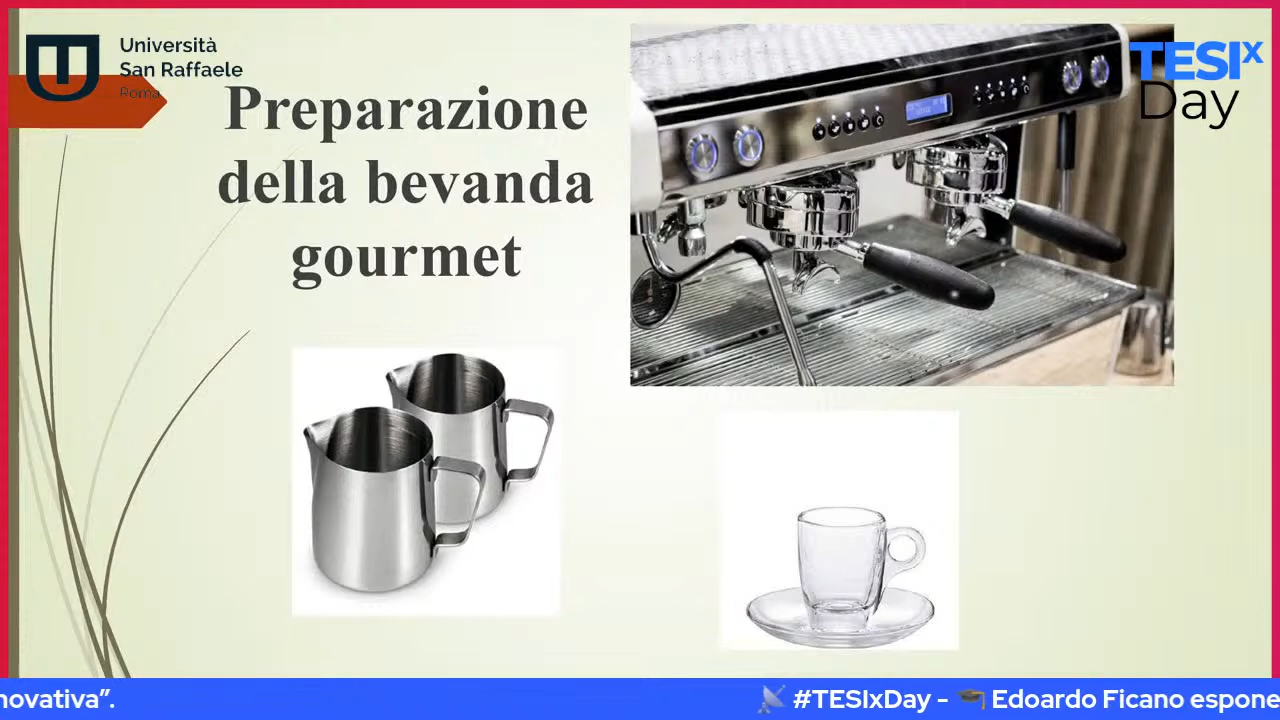 Università
San Raffaele
Roma
Preparazione
della bevanda
gourmet
TESIx
Day
novativa”.
#TESIxDay - 🎓 Edoardo Ficano espone